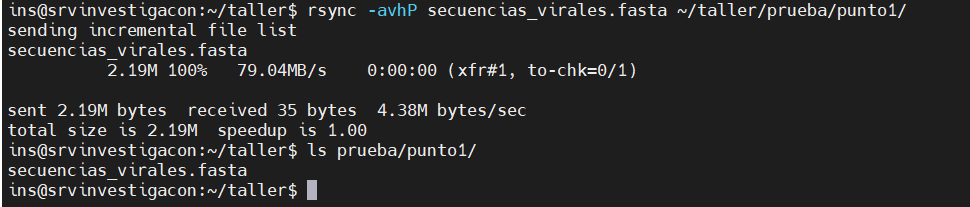 ins@srvinvestigacon:~/taller$ rsync -avhP secuencias_virales.fasta ~/taller/prueba/punto1/
sending incremental file list
secuencias_virales.fasta
          2.19M 100%   79.04MB/s    0:00:00 (xfr#1, to-chk=0/1)

sent 2.19M bytes  received 35 bytes  4.38M bytes/sec
total size is 2.19M  speedup is 1.00
ins@srvinvestigacon:~/taller$ ls prueba/punto1/
secuencias_virales.fasta
ins@srvinvestigacon:~/taller$